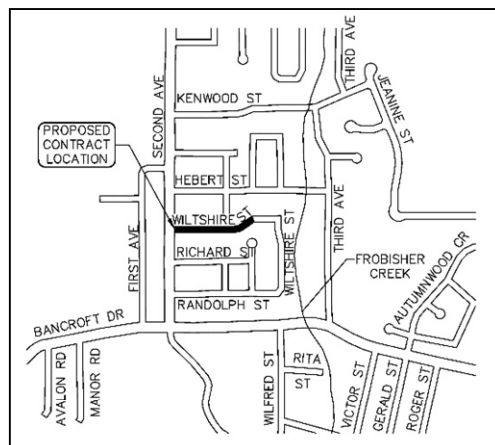 THIRD AVE
JEANINE ST
KENWOOD ST
SECOND AVE
PROPOSED
CONTRACT
LOCATION
HEBERT ST
WILTSHIRE ST
WILTSHIRE ST
THIRD AVE
FIRST AVE
RICHARD ST
FROBISHER
CREEK
AUTUMNWOOD CR
RANDOLPH ST
BANCROFT DR
AVALON RD
MANOR RD
WILFRED ST
RITA
ST
VICTOR ST
GERALD ST
ROGER ST